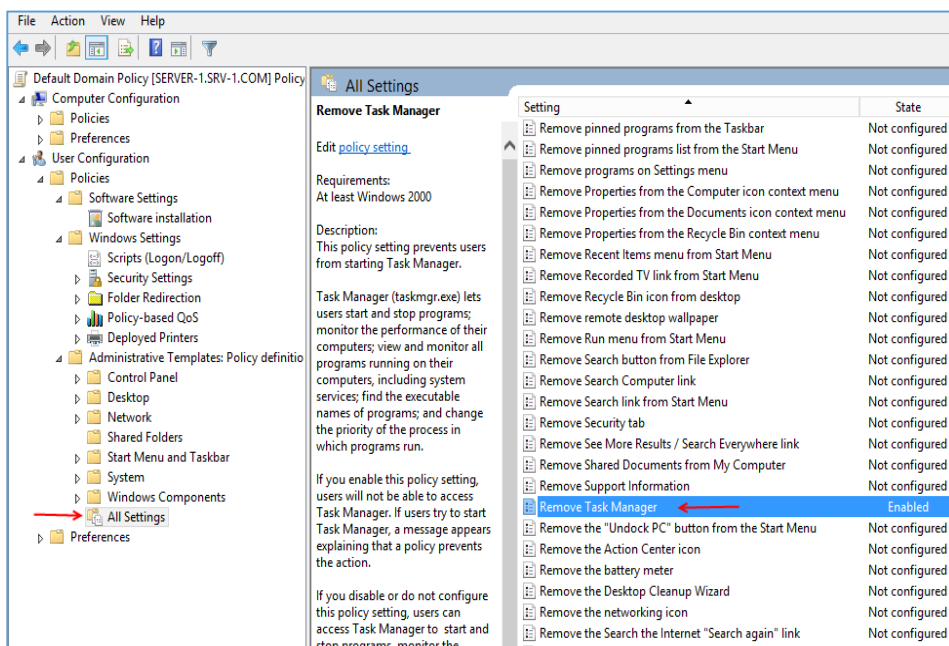 File Action View Help
Default Domain Policy [SERVER-1.SRV-1.COM] Policy
Computer Configuration
Policies
Preferences
User Configuration
Policies
Software Settings
Software installation
Windows Settings
Scripts (Logon/Logoff)
Security Settings
Folder Redirection
Policy-based QoS
Deployed Printers
Administrative Templates: Policy definitio
Control Panel
Desktop
Network
Shared Folders
Start Menu and Taskbar
System
Windows Components
All Settings
Preferences
All Settings
Remove Task Manager
Edit policy setting
Requirements:
At least Windows 2000
Description:
This policy setting prevents users
from starting Task Manager.
Task Manager (taskmgr.exe) lets
users start and stop programs;
monitor the performance of their
computers; view and monitor all
programs running on their
computers, including system
services; find the executable
names of programs; and change
the priority of the process in
which programs run.
If you enable this policy setting,
users will not be able to access
Task Manager. If users try to start
Task Manager, a message appears
explaining that a policy prevents
the action.
If you disable or do not configure
this policy setting, users can
access Task Manager to start and
stop programs, monitor the
Setting State
Remove pinned programs from the Taskbar Not configured
Remove pinned programs list from the Start Menu Not configured
Remove programs on Settings menu Not configured
Remove Properties from the Computer icon context menu Not configured
Remove Properties from the Documents icon context menu Not configured
Remove Properties from the Recycle Bin context menu Not configured
Remove Recent Items menu from Start Menu Not configured
Remove Recorded TV link from Start Menu Not configured
Remove Recycle Bin icon from desktop Not configured
Remove remote desktop wallpaper Not configured
Remove Run menu from Start Menu Not configured
Remove Search button from File Explorer Not configured
Remove Search Computer link Not configured
Remove Search link from Start Menu Not configured
Remove Security tab Not configured
Remove See More Results / Search Everywhere link Not configured
Remove Shared Documents from My Computer Not configured
Remove Support Information Not configured
Remove Task Manager Enabled
Remove the "Undock PC" button from the Start Menu Not configured
Remove the Action Center icon Not configured
Remove the battery meter Not configured
Remove the Desktop Cleanup Wizard Not configured
Remove the networking icon Not configured
Remove the Search the Internet "Search again" link Not configured